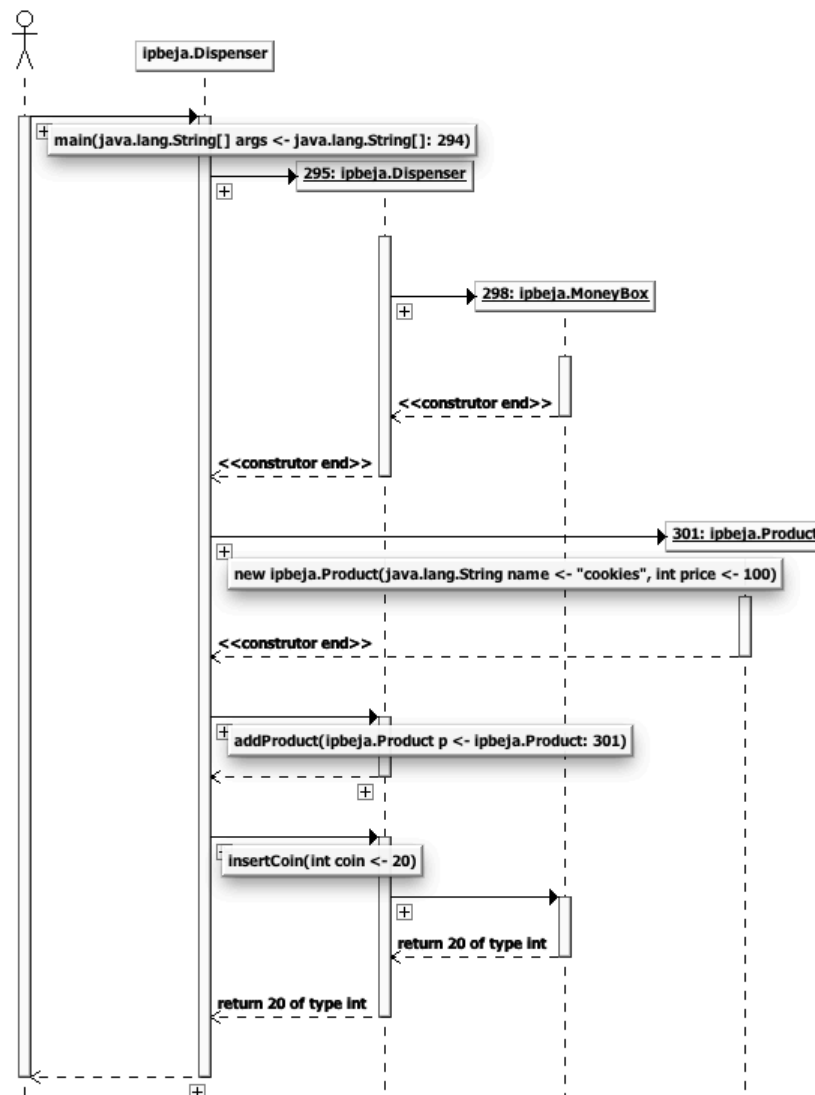 ipbeja.Dispenser
main(java.lang.String[] args <- java.lang.String[]: 294)
295: ipbeja.Dispenser
298: ipbeja.MoneyBox
<<construtor end>>
<<construtor end>>
301: ipbeja.Product
new ipbeja.Product(java.lang.String name <- "cookies", int price <- 100)
<<construtor end>>
addProduct(ipbeja.Product p <- ipbeja.Product: 301)
insertCoin(int coin <- 20)
return 20 of type int
return 20 of type int